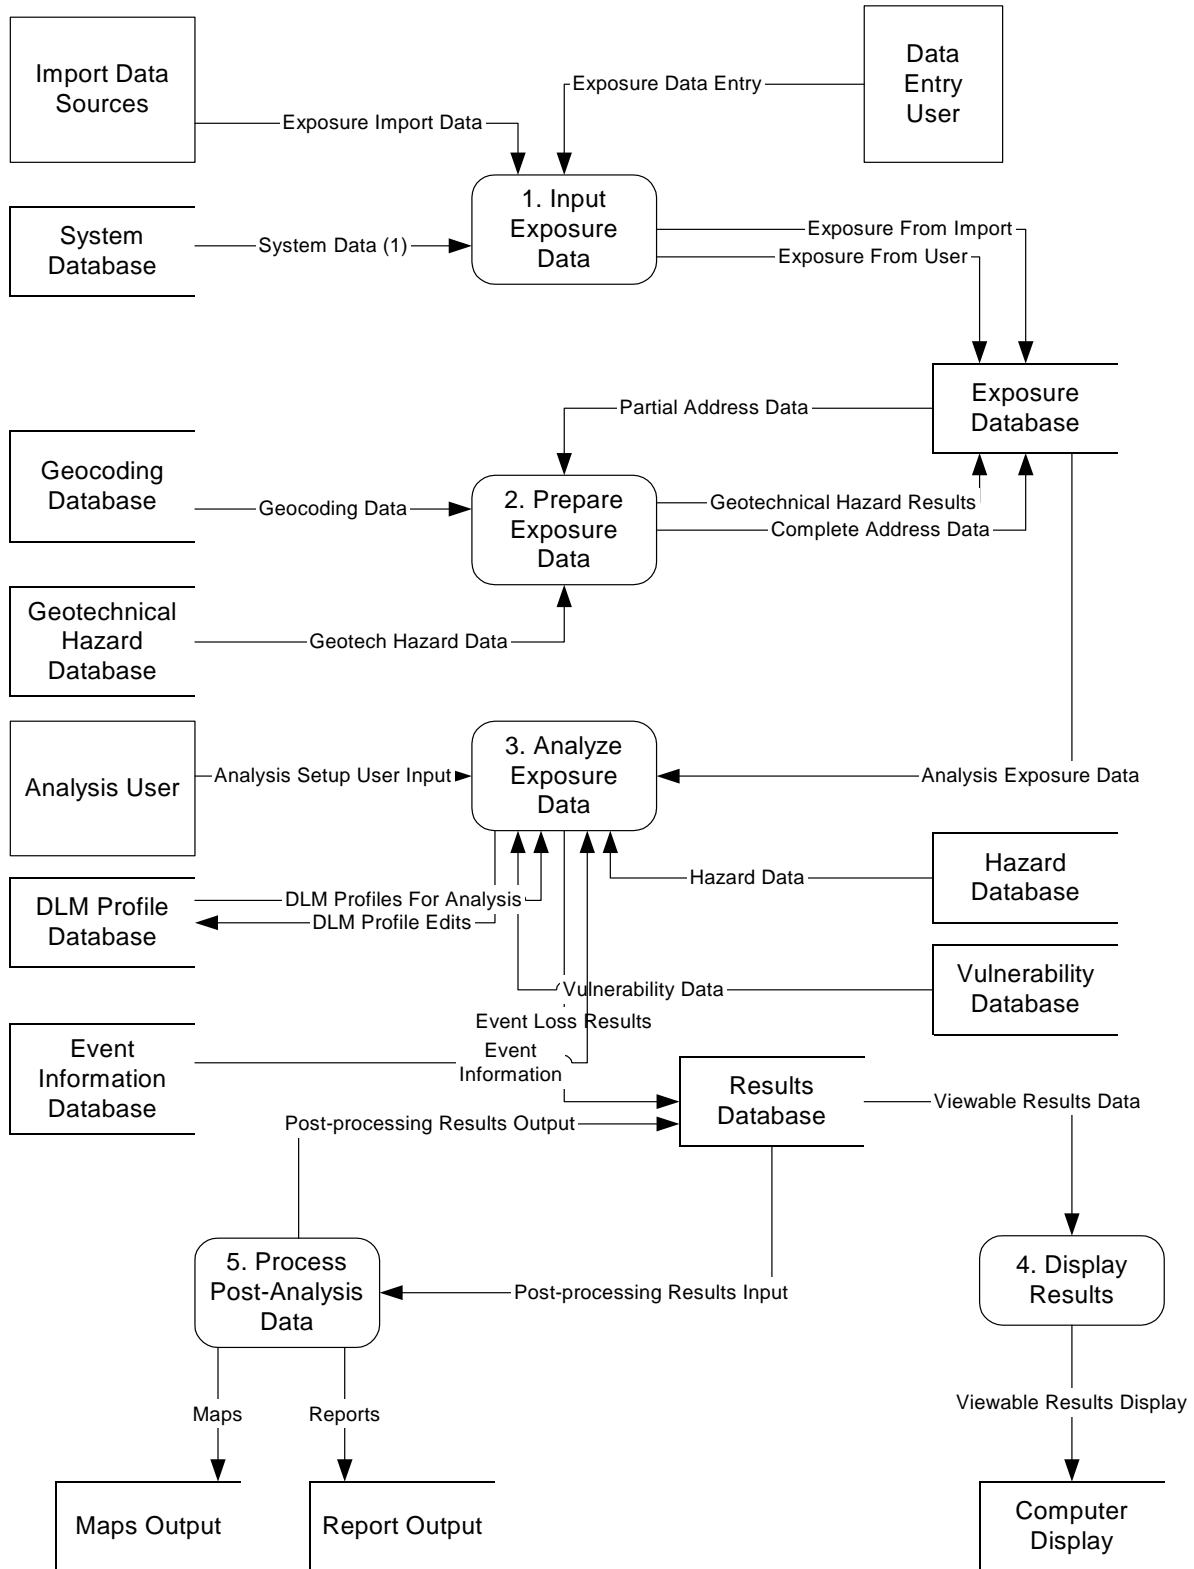 Import Data
Sources
Data
Entry
User
Exposure Data Entry
Exposure Import Data
1. Input
Exposure
Data
System
Database
System Data (1)
Exposure From Import
Exposure From User
Exposure
Database
Partial Address Data
Geocoding
Database
Geocoding Data
2. Prepare
Exposure
Data
Geotechnical Hazard Results
Complete Address Data
Geotechnical
Hazard
Database
Geotech Hazard Data
Analysis User
Analysis Setup User Input
3. Analyze
Exposure
Data
Analysis Exposure Data
Hazard Data
Hazard
Database
DLM Profile
Database
DLM Profiles For Analysis
DLM Profile Edits
Vulnerability Data
Vulnerability
Database
Event Loss Results
Event
Information
Database
Event
Information
Results
Database
Viewable Results Data
Post-processing Results Output
5. Process
Post-Analysis
Data
Post-processing Results Input
4. Display
Results
Maps
Reports
Viewable Results Display
Maps Output
Report Output
Computer
Display